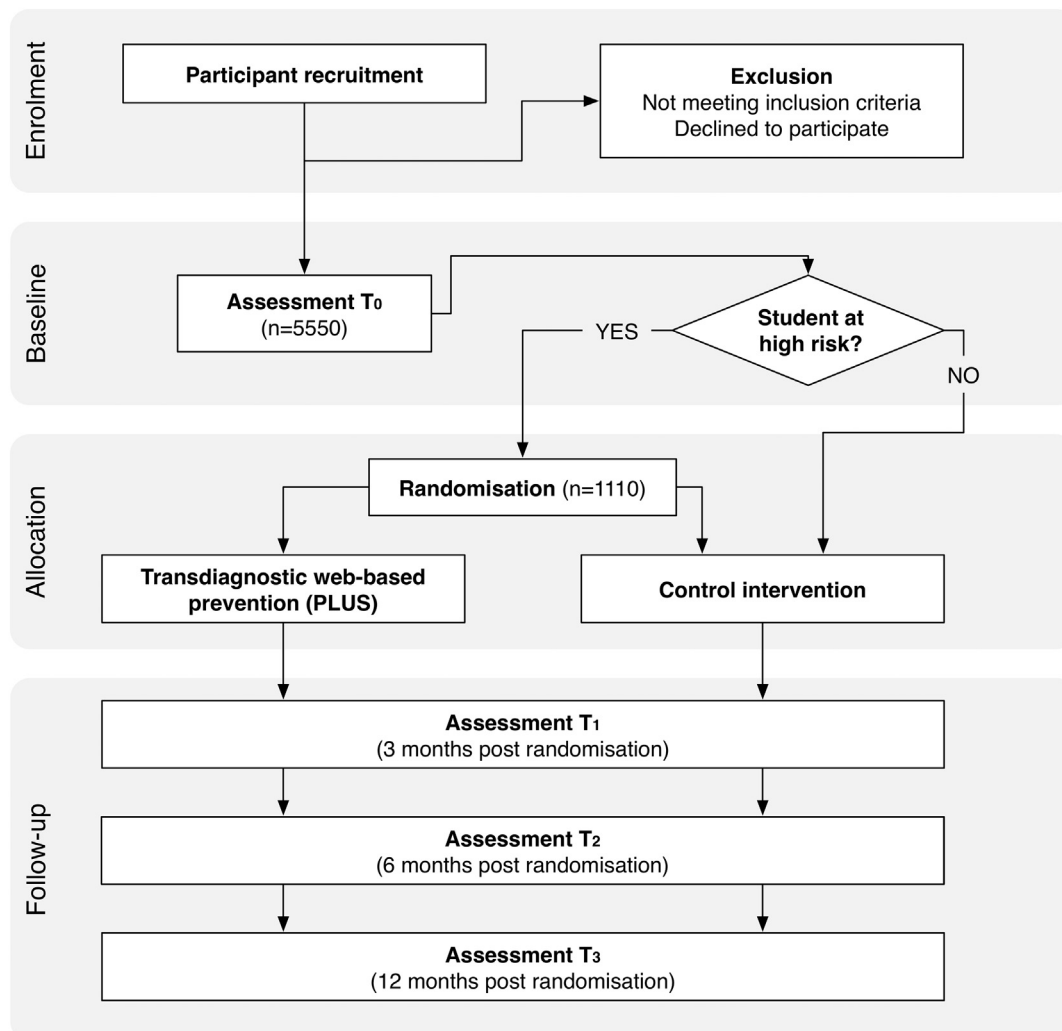 Enrolment
Participant recruitment
Exclusion
Not meeting inclusion criteria
Declined to participate
Baseline
Assessment T₀
(n=5550)
Student at
high risk?
YES
NO
Allocation
Randomisation (n=1110)
Transdiagnostic web-based
prevention (PLUS)
Control intervention
Follow-up
Assessment T₁
(3 months post randomisation)
Assessment T₂
(6 months post randomisation)
Assessment T₃
(12 months post randomisation)